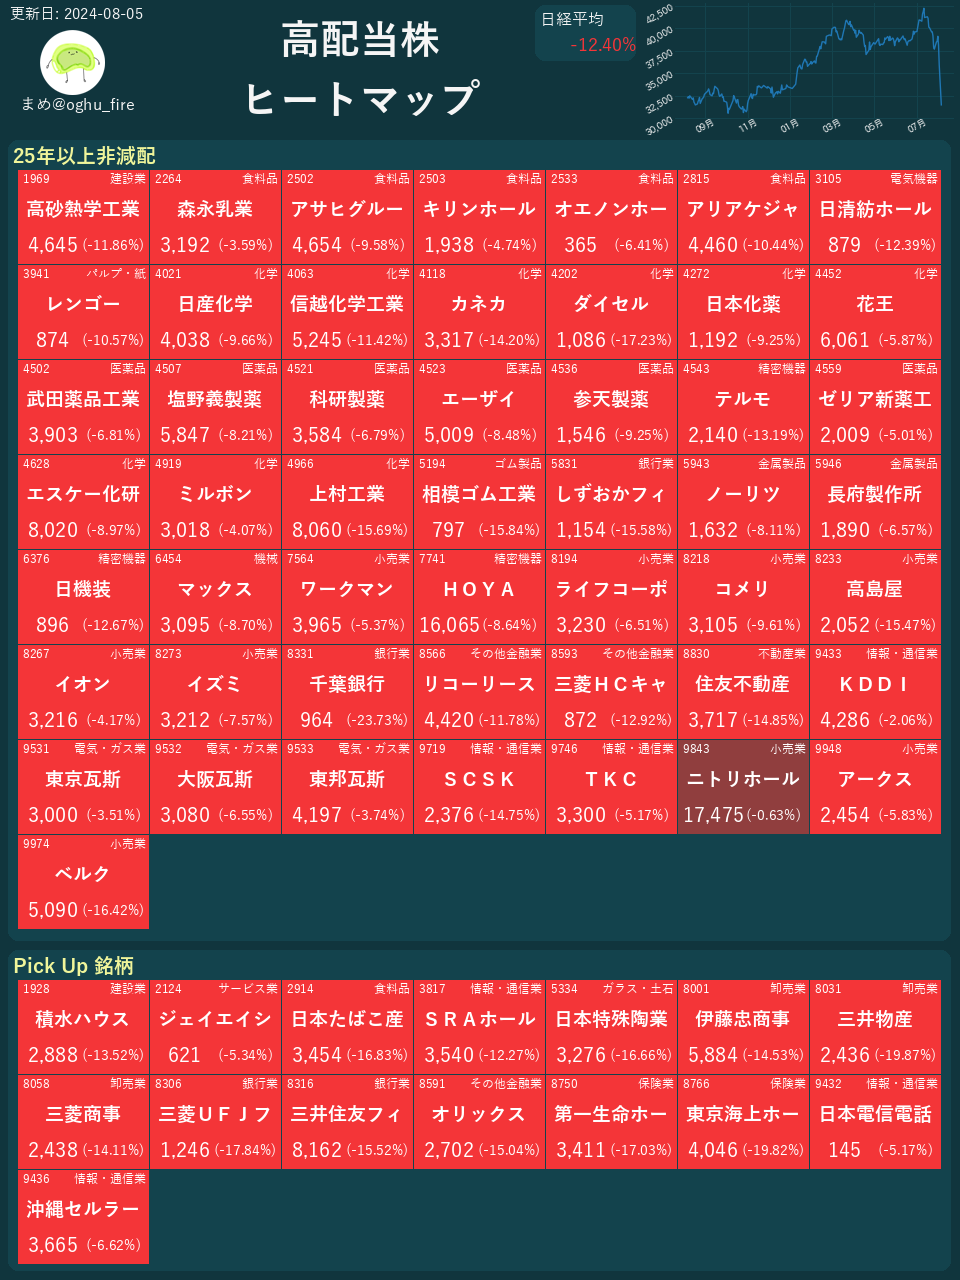 更新日: 2024-08-05
まめ@oghu_fire
高配当株
ヒートマップ
日経平均
-12.40%
42,500
40,000
37,500
35,000
32,500
30,000
09月 11月 01月 03月 05月 07月
25年以上非減配
1969 建設業 2264 食料品 2502 食料品 2503 食料品 2533 食料品 2815 食料品 3105 電気機器
高砂熱学工業 森永乳業 アサヒグルー キリンホール オエノンホー アリアケジャ 日清紡ホール
4,645 (-11.86%) 3,192 (-3.59%) 4,654 (-9.58%) 1,938 (-4.74%) 365 (-6.41%) 4,460 (-10.44%) 879 (-12.39%)
3941 パルプ・紙 4021 化学 4063 化学 4118 化学 4202 化学 4272 化学 4452 化学
レンゴー 日産化学 信越化学工業 カネカ ダイセル 日本化薬 花王
874 (-10.57%) 4,038 (-9.66%) 5,245 (-11.42%) 3,317 (-14.20%) 1,086 (-17.23%) 1,192 (-9.25%) 6,061 (-5.87%)
4502 医薬品 4507 医薬品 4521 医薬品 4523 医薬品 4536 医薬品 4543 精密機器 4559 医薬品
武田薬品工業 塩野義製薬 科研製薬 エーザイ 参天製薬 テルモ ゼリア新薬工
3,903 (-6.81%) 5,847 (-8.21%) 3,584 (-6.79%) 5,009 (-8.48%) 1,546 (-9.25%) 2,140 (-13.19%) 2,009 (-5.01%)
4628 化学 4919 化学 4966 化学 5194 ゴム製品 5831 銀行業 5943 金属製品 5946 金属製品
エスケー化研 ミルボン 上村工業 相模ゴム工業 しずおかフィ ノーリツ 長府製作所
8,020 (-8.97%) 3,018 (-4.07%) 8,060 (-15.69%) 797 (-15.84%) 1,154 (-15.58%) 1,632 (-8.11%) 1,890 (-6.57%)
6376 精密機器 6454 機械 7564 小売業 7741 精密機器 8194 小売業 8218 小売業 8233 小売業
日機装 マックス ワークマン ＨＯＹＡ ライフコーポ コメリ 高島屋
896 (-12.67%) 3,095 (-8.70%) 3,965 (-5.37%) 16,065 (-8.64%) 3,230 (-6.51%) 3,105 (-9.61%) 2,052 (-15.47%)
8267 小売業 8273 小売業 8331 銀行業 8566 その他金融業 8593 その他金融業 8830 不動産業 9433 情報・通信業
イオン イズミ 千葉銀行 リコーリース 三菱ＨＣキャ 住友不動産 ＫＤＤＩ
3,216 (-4.17%) 3,212 (-7.57%) 964 (-23.73%) 4,420 (-11.78%) 872 (-12.92%) 3,717 (-14.85%) 4,286 (-2.06%)
9531 電気・ガス業 9532 電気・ガス業 9533 電気・ガス業 9719 情報・通信業 9746 情報・通信業 9843 小売業 9948 小売業
東京瓦斯 大阪瓦斯 東邦瓦斯 ＳＣＳＫ ＴＫＣ ニトリホール アークス
3,000 (-3.51%) 3,080 (-6.55%) 4,197 (-3.74%) 2,376 (-14.75%) 3,300 (-5.17%) 17,475 (-0.63%) 2,454 (-5.83%)
9974 小売業
ベルク
5,090 (-16.42%)
Pick Up 銘柄
1928 建設業 2124 サービス業 2914 食料品 3817 情報・通信業 5334 ガラス・土石 8001 卸売業 8031 卸売業
積水ハウス ジェイエイシ 日本たばこ産 ＳＲＡホール 日本特殊陶業 伊藤忠商事 三井物産
2,888 (-13.52%) 621 (-5.34%) 3,454 (-16.83%) 3,540 (-12.27%) 3,276 (-16.66%) 5,884 (-14.53%) 2,436 (-19.87%)
8058 卸売業 8306 銀行業 8316 銀行業 8591 その他金融業 8750 保険業 8766 保険業 9432 情報・通信業
三菱商事 三菱ＵＦＪフ 三井住友フィ オリックス 第一生命ホー 東京海上ホー 日本電信電話
2,438 (-14.11%) 1,246 (-17.84%) 8,162 (-15.52%) 2,702 (-15.04%) 3,411 (-17.03%) 4,046 (-19.82%) 145 (-5.17%)
9436 情報・通信業
沖縄セルラー
3,665 (-6.62%)